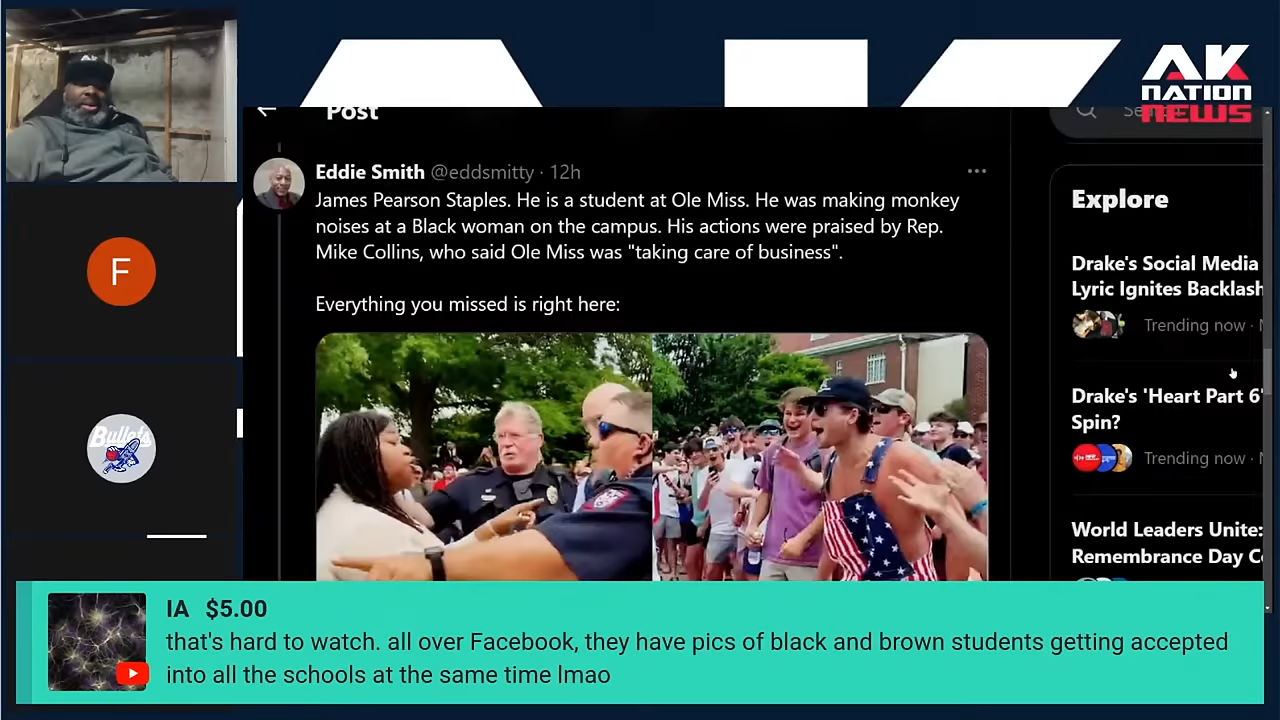 AK
NATION
NEWS
Post
Eddie Smith @eddsmitty · 12h
James Pearson Staples. He is a student at Ole Miss. He was making monkey
noises at a Black woman on the campus. His actions were praised by Rep.
Mike Collins, who said Ole Miss was "taking care of business".
Everything you missed is right here:
Explore
Drake's Social Media
Lyric Ignites Backlash
Trending now ·
Drake's 'Heart Part 6'
Spin?
Trending now ·
World Leaders Unite:
Remembrance Day
F
Bullets
IA $5.00
that's hard to watch. all over Facebook, they have pics of black and brown students getting accepted
into all the schools at the same time lmao